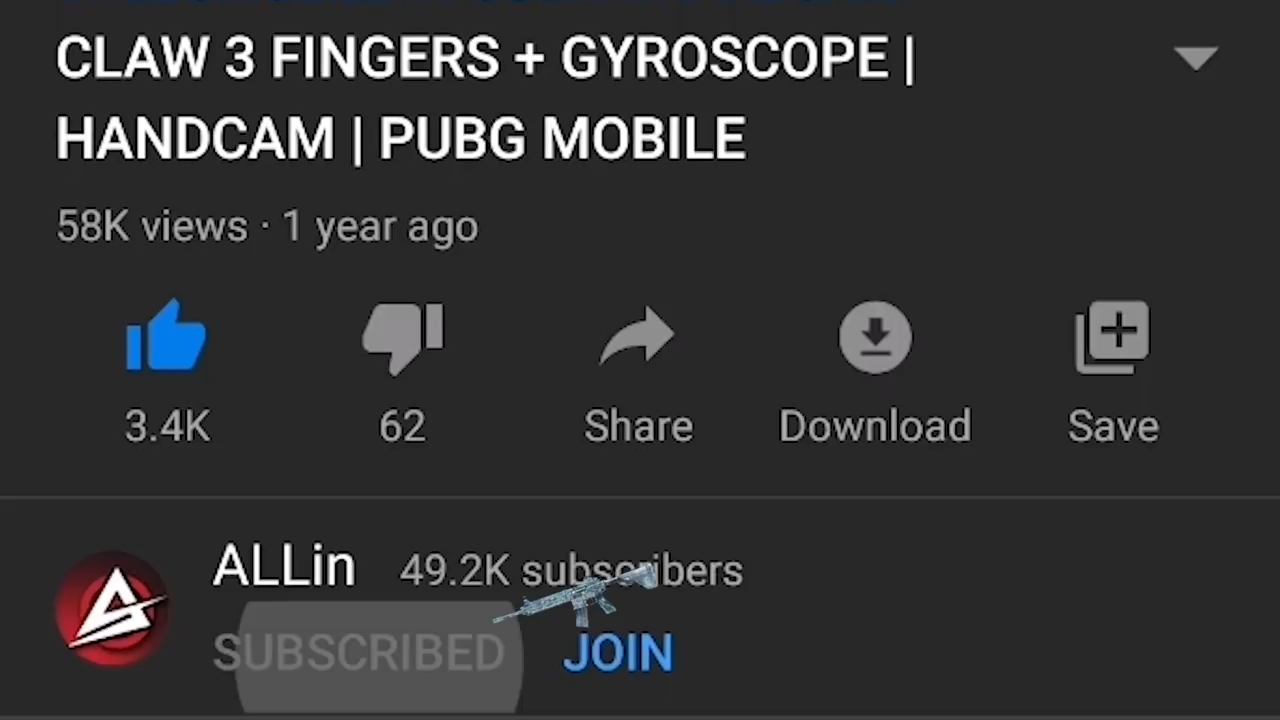 CLAW 3 FINGERS + GYROSCOPE |
HANDCAM | PUBG MOBILE
58K views · 1 year ago
3.4K 62 Share Download Save
ALLin 49.2K subscribers
SUBSCRIBED JOIN